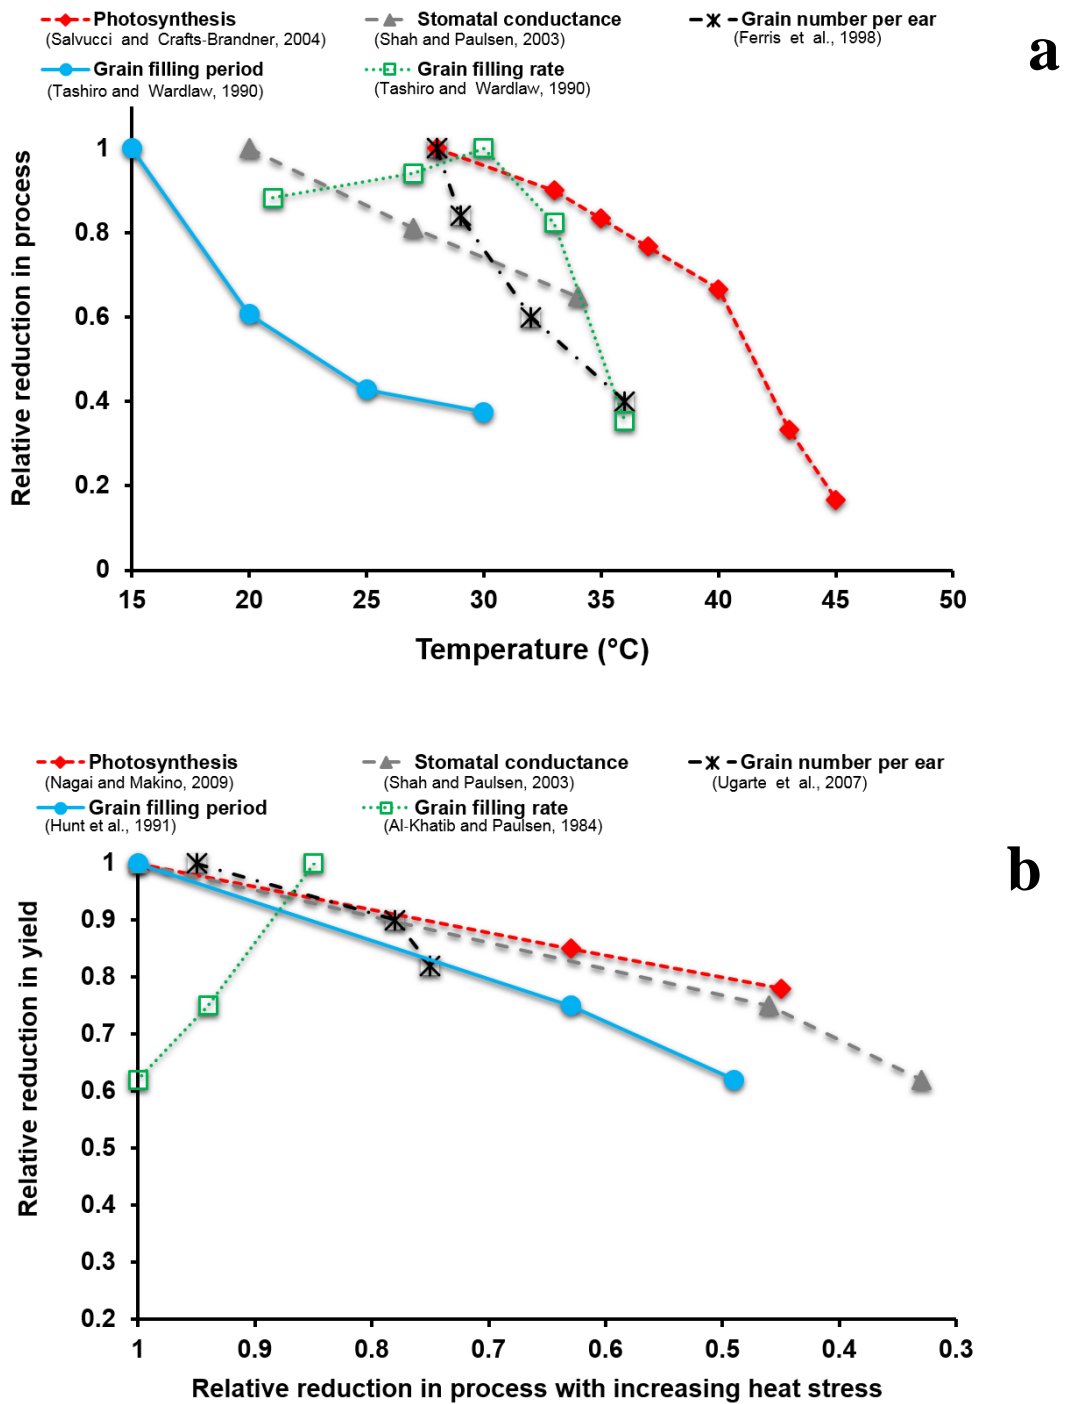 Photosynthesis Stomatal conductance Grain number per ear
(Salvucci and Crafts-Brandner, 2004) (Shah and Paulsen, 2003) (Ferris et al., 1998)
a
Grain filling period Grain filling rate
(Tashiro and Wardlaw, 1990) (Tashiro and Wardlaw, 1990)
Relative reduction in process
1
0.8
0.6
0.4
0.2
0
15 20 25 30 35 40 45 50
Temperature (°C)
Photosynthesis Stomatal conductance Grain number per ear
(Nagai and Makino, 2009) (Shah and Paulsen, 2003) (Ugarte et al., 2007)
Grain filling period Grain filling rate
(Hunt et al., 1991) (Al-Khatib and Paulsen, 1984)
b
Relative reduction in yield
1
0.9
0.8
0.7
0.6
0.5
0.4
0.3
0.2
1 0.9 0.8 0.7 0.6 0.5 0.4 0.3
Relative reduction in process with increasing heat stress